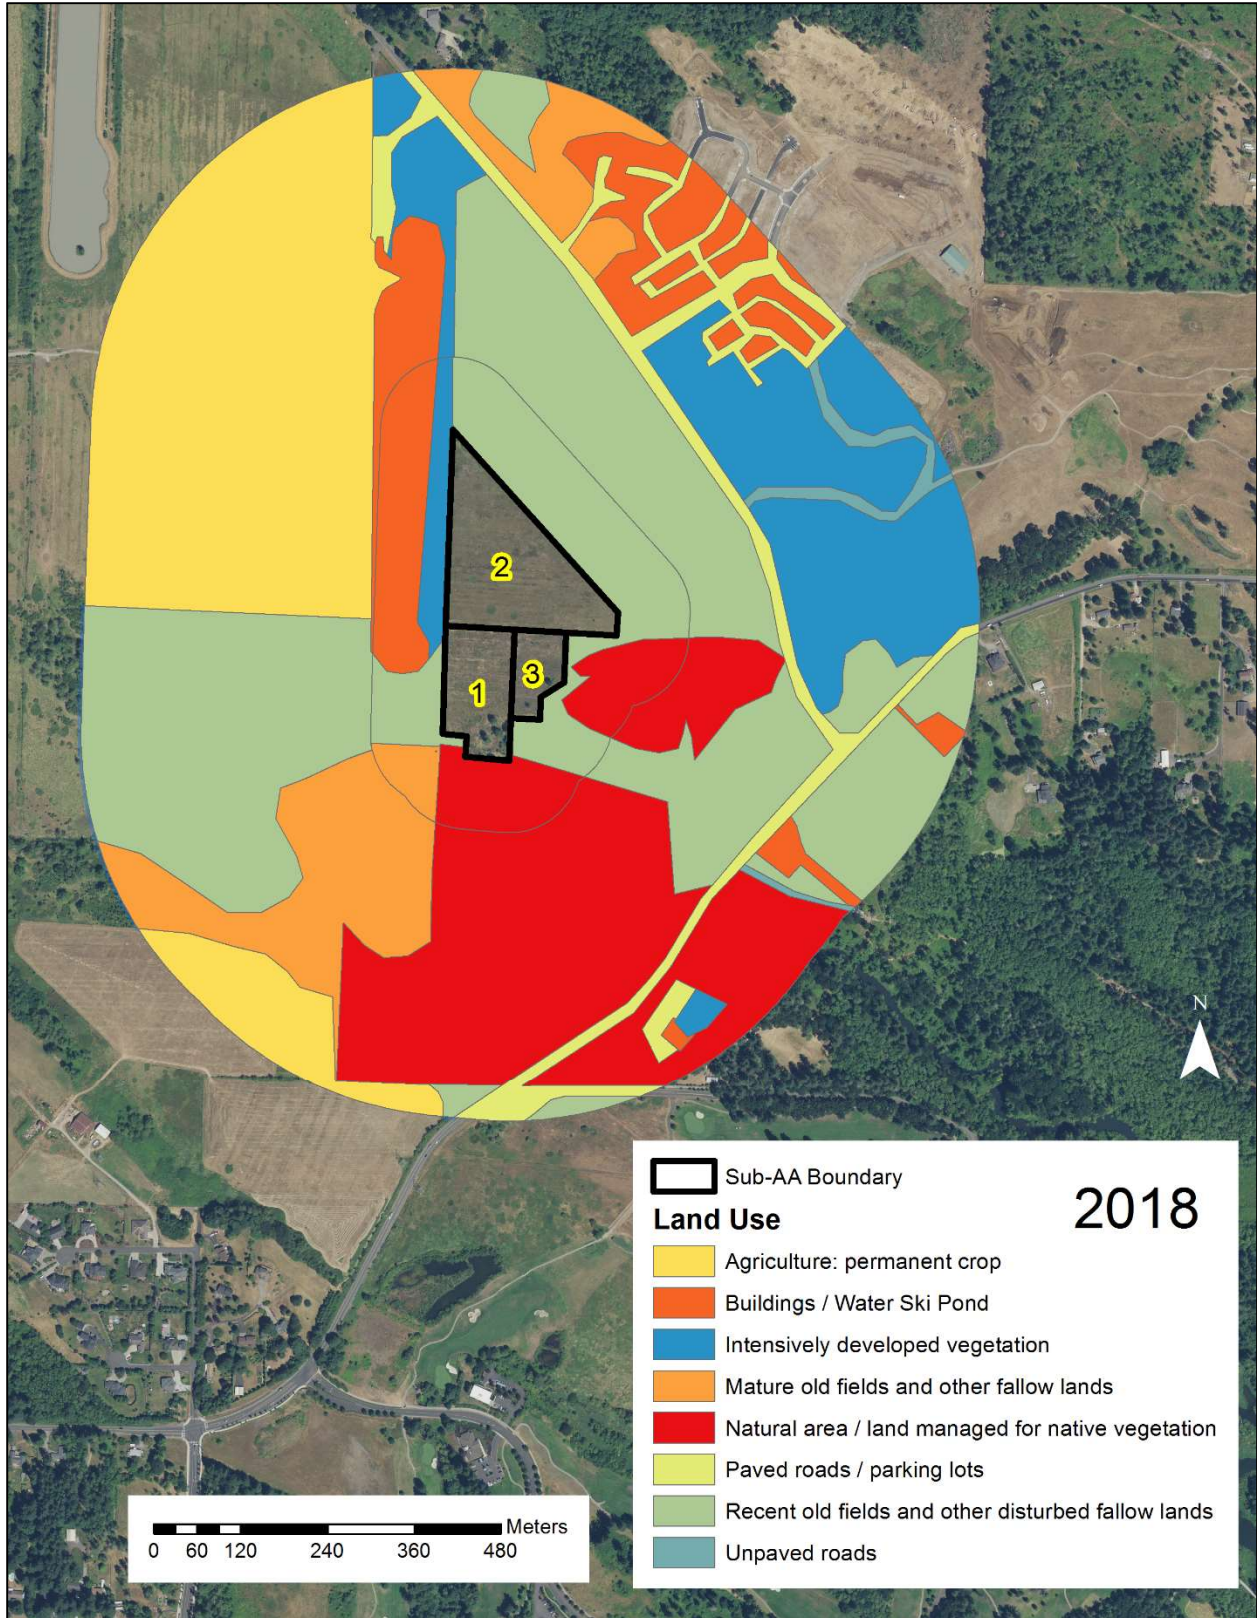 2
1
3
N
Sub-AA Boundary
2018
Land Use
Agriculture: permanent crop
Buildings / Water Ski Pond
Intensively developed vegetation
Mature old fields and other fallow lands
Natural area / land managed for native vegetation
Paved roads / parking lots
Recent old fields and other disturbed fallow lands
Unpaved roads
Meters
0 60 120 240 360 480